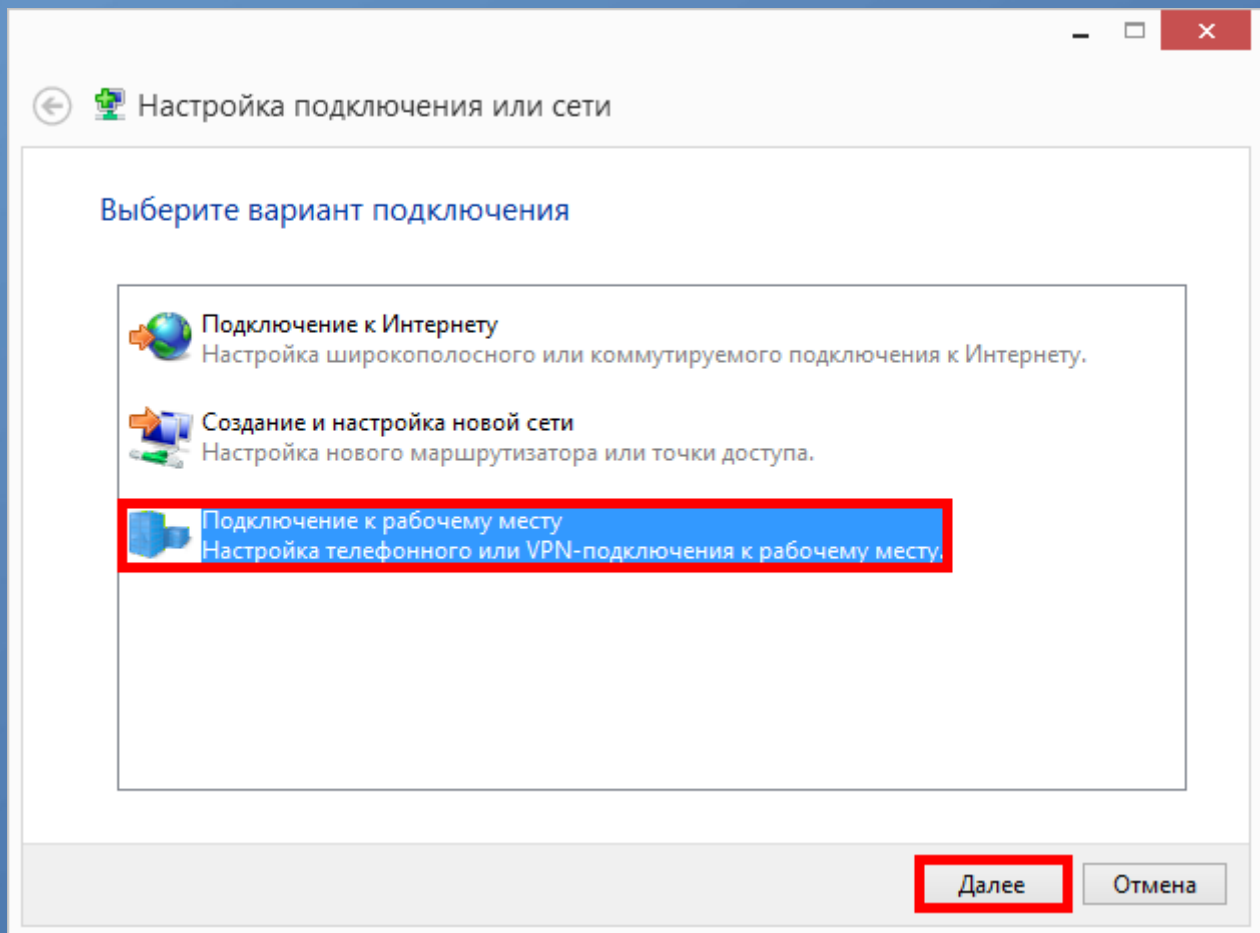 Настройка подключения или сети
Выберите вариант подключения
Подключение к Интернету
Настройка широкополосного или коммутируемого подключения к Интернету.
Создание и настройка новой сети
Настройка нового маршрутизатора или точки доступа.
Подключение к рабочему месту
Настройка телефонного или VPN-подключения к рабочему месту.
Далее
Отмена